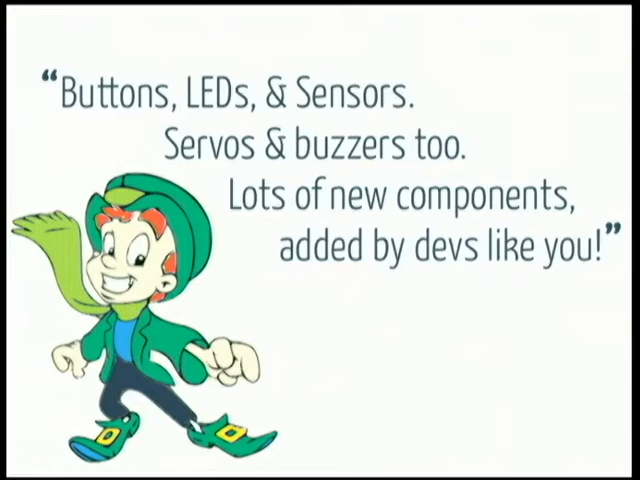 “Buttons, LEDs, & Sensors.
Servos & buzzers too.
Lots of new components,
added by devs like you!”